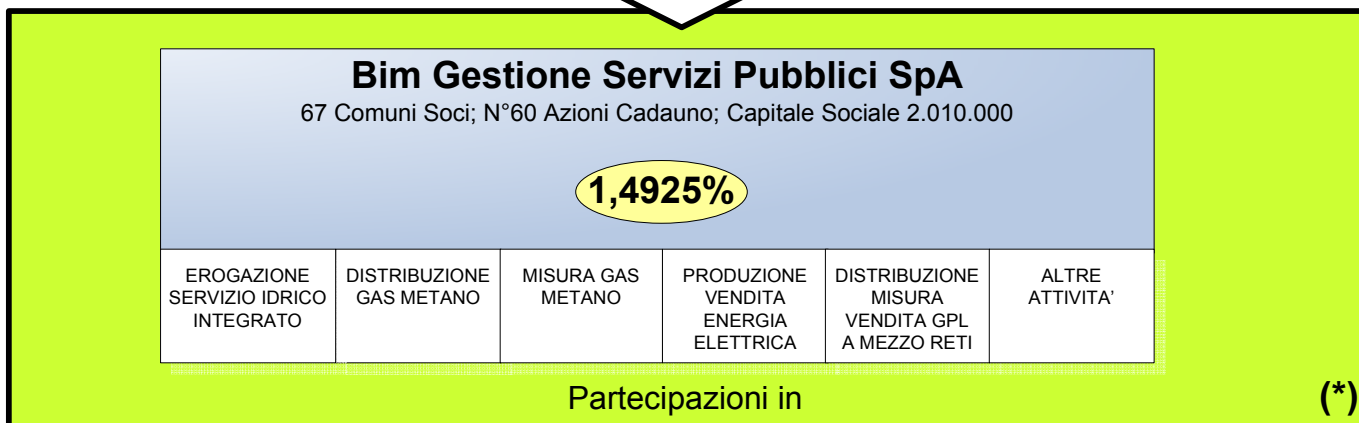 Bim Gestione Servizi Pubblici SpA
67 Comuni Soci; N°60 Azioni Cadauno; Capitale Sociale 2.010.000
1,4925%
EROGAZIONE
SERVIZIO IDRICO
INTEGRATO
DISTRIBUZIONE
GAS METANO
MISURA GAS
METANO
PRODUZIONE
VENDITA
ENERGIA
ELETTRICA
DISTRIBUZIONE
MISURA
VENDITA GPL
A MEZZO RETI
ALTRE
ATTIVITA'
Partecipazioni in
(*)